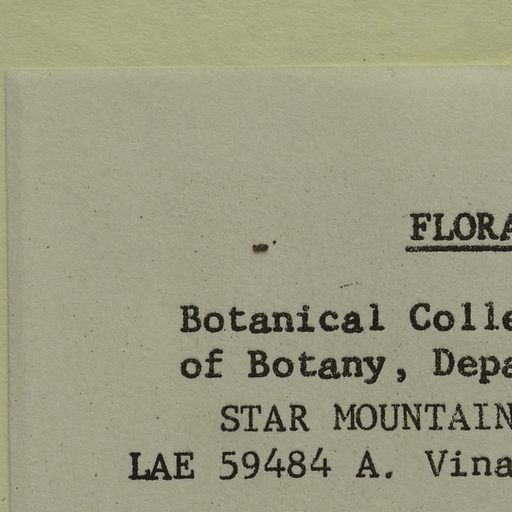 FLORA
Botanical Colle
of Botany, Depa
STAR MOUNTAIN
LAE 59484 A. Vina